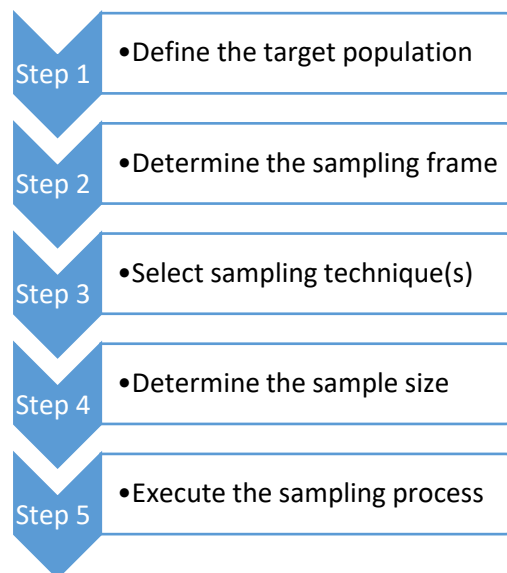 Step 1
•Define the target population
Step 2
•Determine the sampling frame
Step 3
•Select sampling technique(s)
Step 4
•Determine the sample size
Step 5
•Execute the sampling process